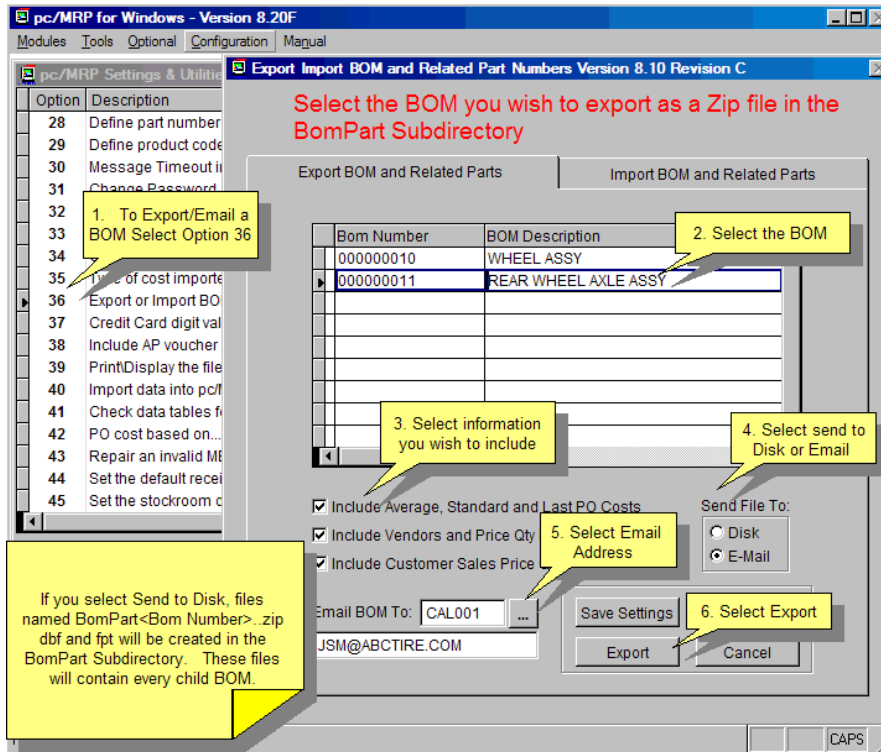 pc/MRP for Windows - Version 8.20F
Modules Tools Optional Configuration Manual
pc/MRP Settings & Utilitie
Option Description
28 Define part number
29 Define product code
30 Message Timeout i
31 Change Password
32
33
34
35 Type of cost importe
36 Export or Import BO
37 Credit Card digit val
38 Include AP voucher
39 Print\Display the file
40 Import data into pc/
41 Check data tables f
42 PO cost based on...
43 Repair an invalid
44 Set the default recei
45 Set the stockroom c
1. To Export/Email a
BOM Select Option 36
Export Import BOM and Related Part Numbers Version 8.10 Revision C
Select the BOM you wish to export as a Zip file in the
BomPart Subdirectory
Export BOM and Related Parts
Import BOM and Related Parts
Bom Number BOM Description
000000010 WHEEL ASSY
000000011 REAR WHEEL AXLE ASSY
2. Select the BOM
3. Select information
you wish to include
4. Select send to
Disk or Email
Include Average, Standard and Last PO Costs
Include Vendors and Price Qty
Include Customer Sales Price
Send File To:
Disk
E-Mail
5. Select Email
Address
Email BOM To: CAL001 ...
JSM@ABCTIRE.COM
Save Settings
6. Select Export
Export
Cancel
If you select Send to Disk, files
named BomPart<Bom Number>..zip
dbf and fpt will be created in the
BomPart Subdirectory. These files
will contain every child BOM.
CAPS